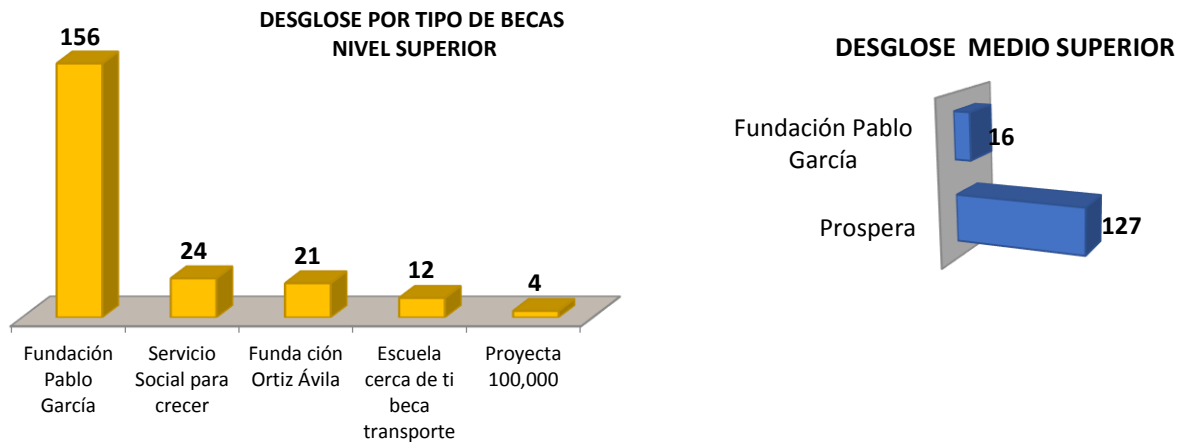 DESGLOSE POR TIPO DE BECAS
NIVEL SUPERIOR
156
24
21
12
4
Fundación
Pablo
García
Servicio
Social para
crecer
Funda ción
Ortiz Ávila
Escuela
cerca de ti
beca
transporte
Proyecta
100,000
DESGLOSE MEDIO SUPERIOR
Fundación Pablo
García
16
Prospera
127